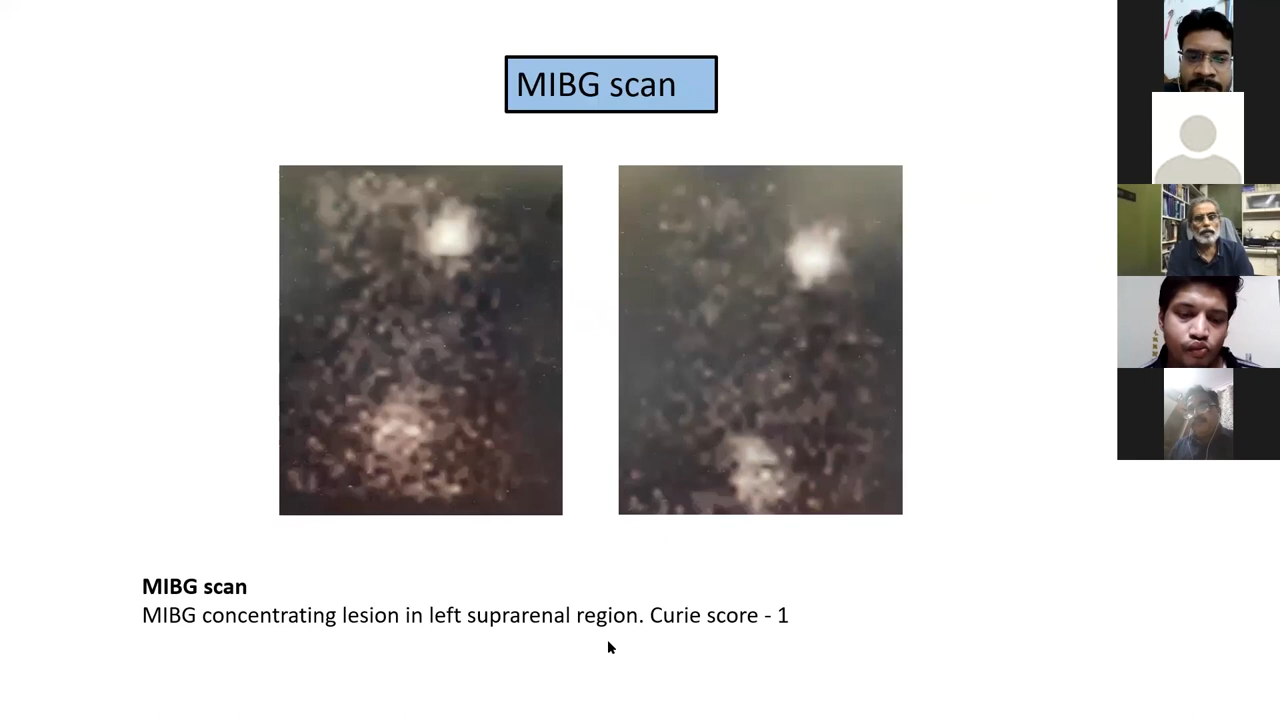 MIBG scan
MIBG scan
MIBG concentrating lesion in left suprarenal region. Curie score - 1